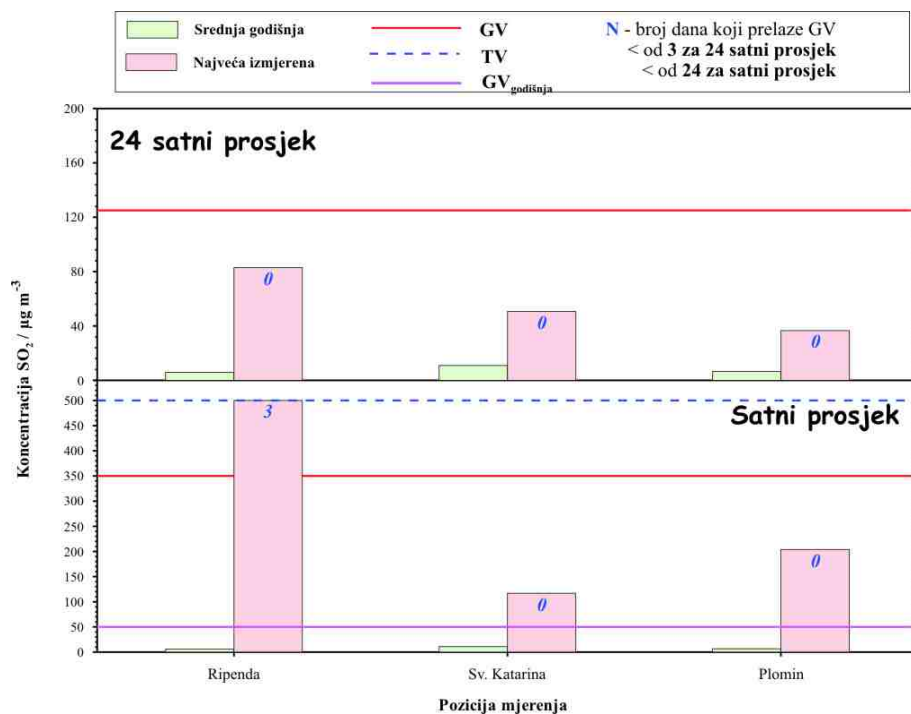 Srednja godišnja
Najveća izmjerena
GV
TV
GVgodišnja
N - broj dana koji prelaze GV
< od 3 za 24 satni prosjek
< od 24 za satni prosjek
24 satni prosjek
200
160
120
80
40
0
0
0
0
Koncentracija SO2 / µg m-3
Satni prosjek
500
450
400
350
300
250
200
150
100
50
0
3
0
0
Ripenda
Sv. Katarina
Plomin
Pozicija mjerenja